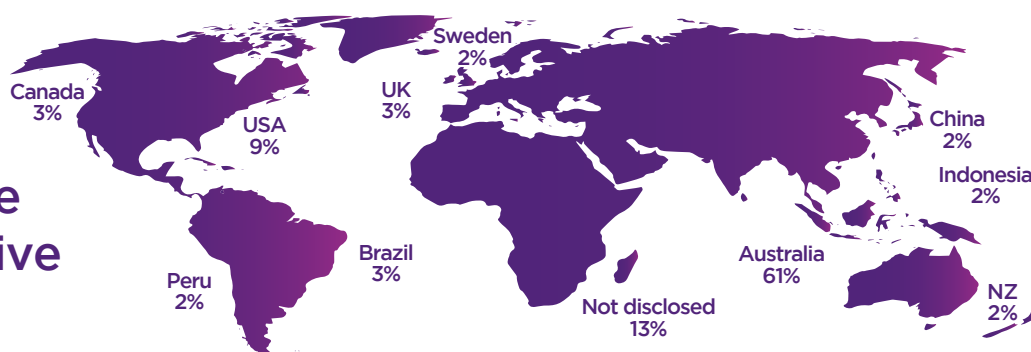 Sweden
2%
Canada
3%
UK
3%
USA
9%
China
2%
Indonesia
2%
Brazil
3%
Peru
2%
Australia
61%
Not disclosed
13%
NZ
2%
e
ive